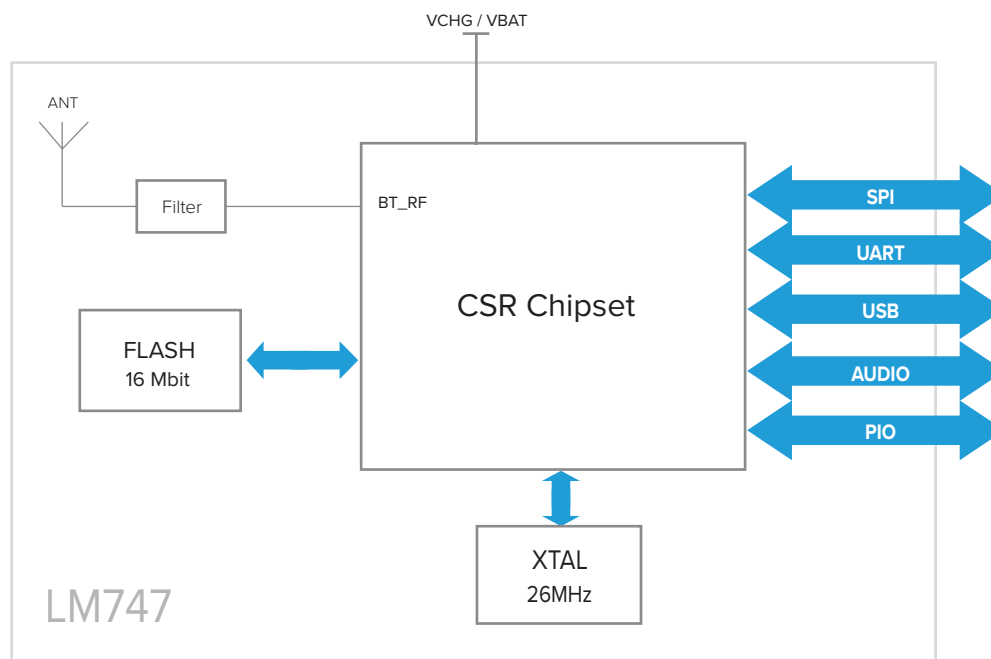 VCHG / VBAT
ANT
Filter
BT_RF
CSR Chipset
SPI
UART
USB
AUDIO
PIO
FLASH
16 Mbit
XTAL
26MHz
LM747